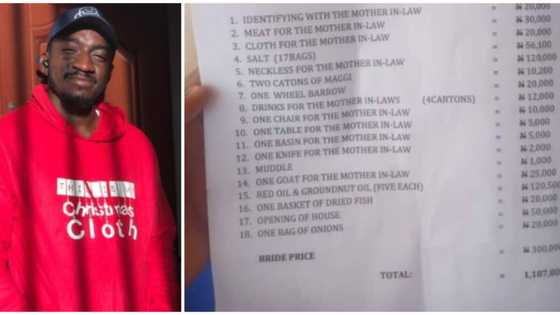 THIS IS MY
Christmas
Cloth
1. IDENTIFYING WITH THE MOTHER IN-LAW = ₦ 20,000
2. MEAT FOR THE MOTHER IN-LAW = ₦ 30,000
3. CLOTH FOR THE MOTHER IN-LAW = ₦ 20,000
4. SALT (17BAGS) = ₦ 56,100
5. NECKLESS FOR THE MOTHER IN-LAW = ₦ 120,000
6. TWO CATONS OF MAGGI = ₦ 10,200
7. ONE WHEEL BARROW = ₦ 20,000
8. DRINKS FOR THE MOTHER IN-LAWS (4CARTONS) = ₦ 12,000
9. ONE CHAIR FOR THE MOTHER IN-LAW = ₦ 10,000
10. ONE TABLE FOR THE MOTHER IN-LAW = ₦ 5,000
11. ONE BASIN FOR THE MOTHER IN-LAW = ₦ 5,000
12. ONE KNIFE FOR THE MOTHER IN-LAW = ₦ 2,000
13. MUDDLE = ₦ 1,000
14. ONE GOAT FOR THE MOTHER IN-LAW = ₦ 25,000
15. RED OIL & GROUNDNUT OIL (FIVE EACH) = ₦
16. ONE BASKET OF DRIED FISH = ₦ 20,000
17. OPENING OF HOUSE = ₦ 50,000
18. ONE BAG OF ONIONS = ₦ 20,000
BRIDE PRICE = ₦ 300,000
TOTAL: =